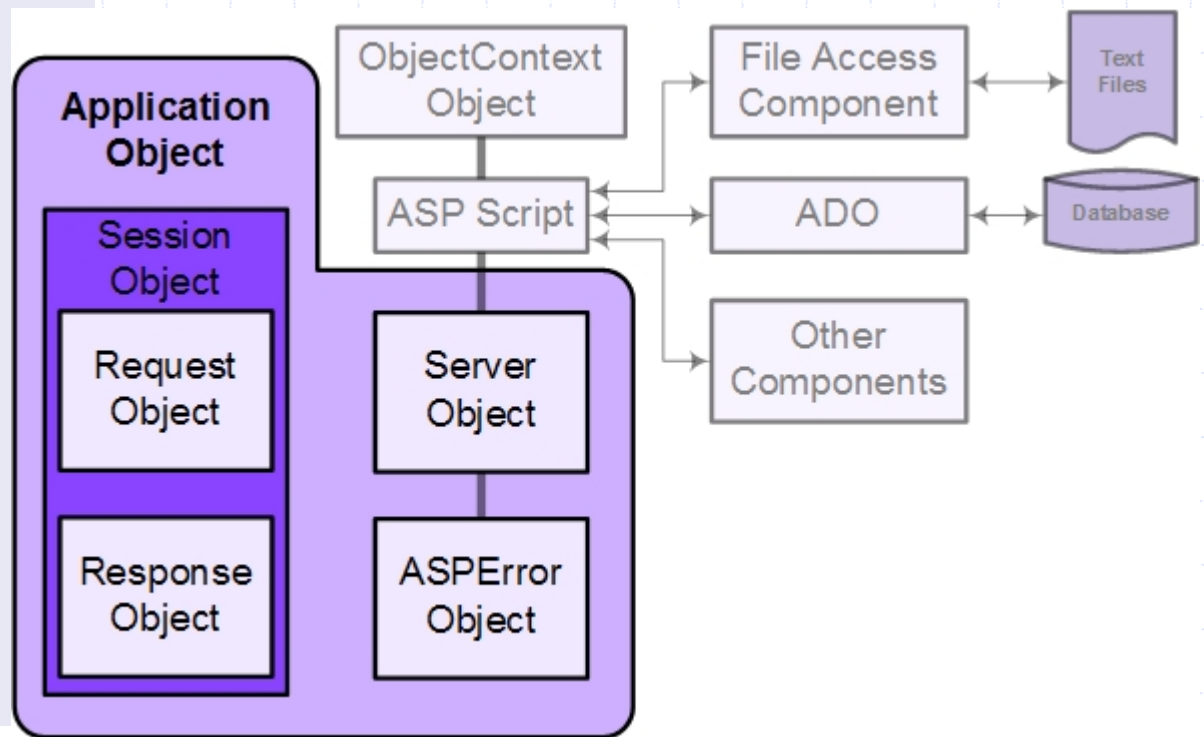 ObjectContext
Object
File Access
Component
Text
Files
Application
Object
ASP Script
ADO
Database
Session
Object
Request
Object
Server
Object
Other
Components
Response
Object
ASPError
Object